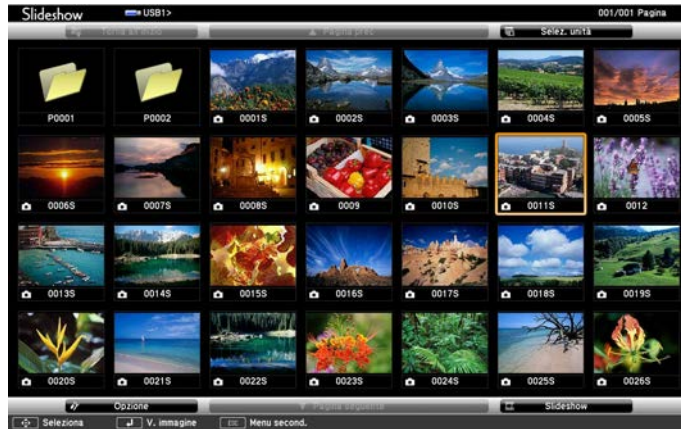 Slideshow USB1> 001/001 Pagina
Torna all'inizio Pagina prec. Selez. unità
P0001 P0002 0001S 0002S 0003S 0004S 0005S
0006S 0007S 0008S 0009 0010S 0011S 0012
0013S 0014S 0015S 0016S 0017S 0018S 0019S
0020S 0021S 0022S 0023S 0024S 0025S 0026S
Opzione Pagina seguente Slideshow
Seleziona V. immagine Esc Menu second.